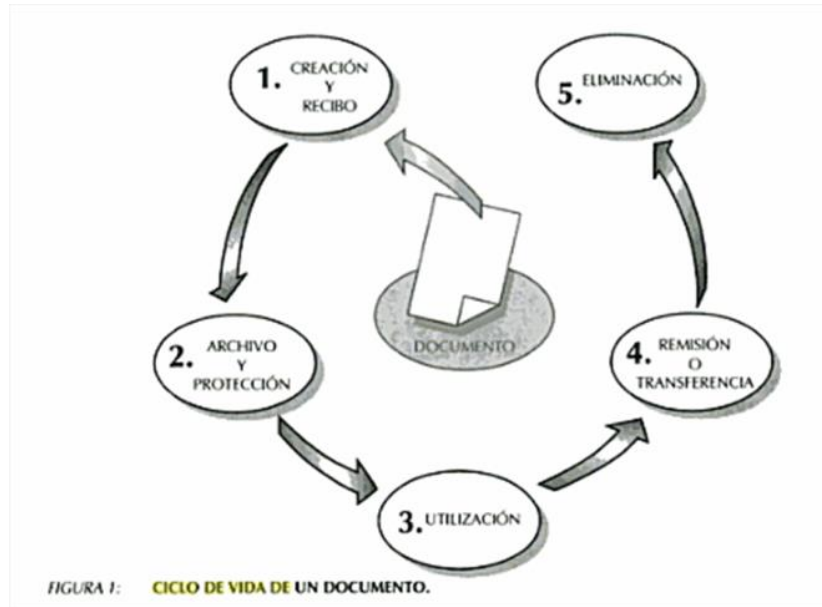 1. CREACIÓN
Y
RECIBO
5. ELIMINACIÓN
DOCUMENTO
2. ARCHIVO
Y
PROTECCIÓN
4. REMISIÓN
O
TRANSFERENCIA
3. UTILIZACIÓN
FIGURA 1: CICLO DE VIDA DE UN DOCUMENTO.